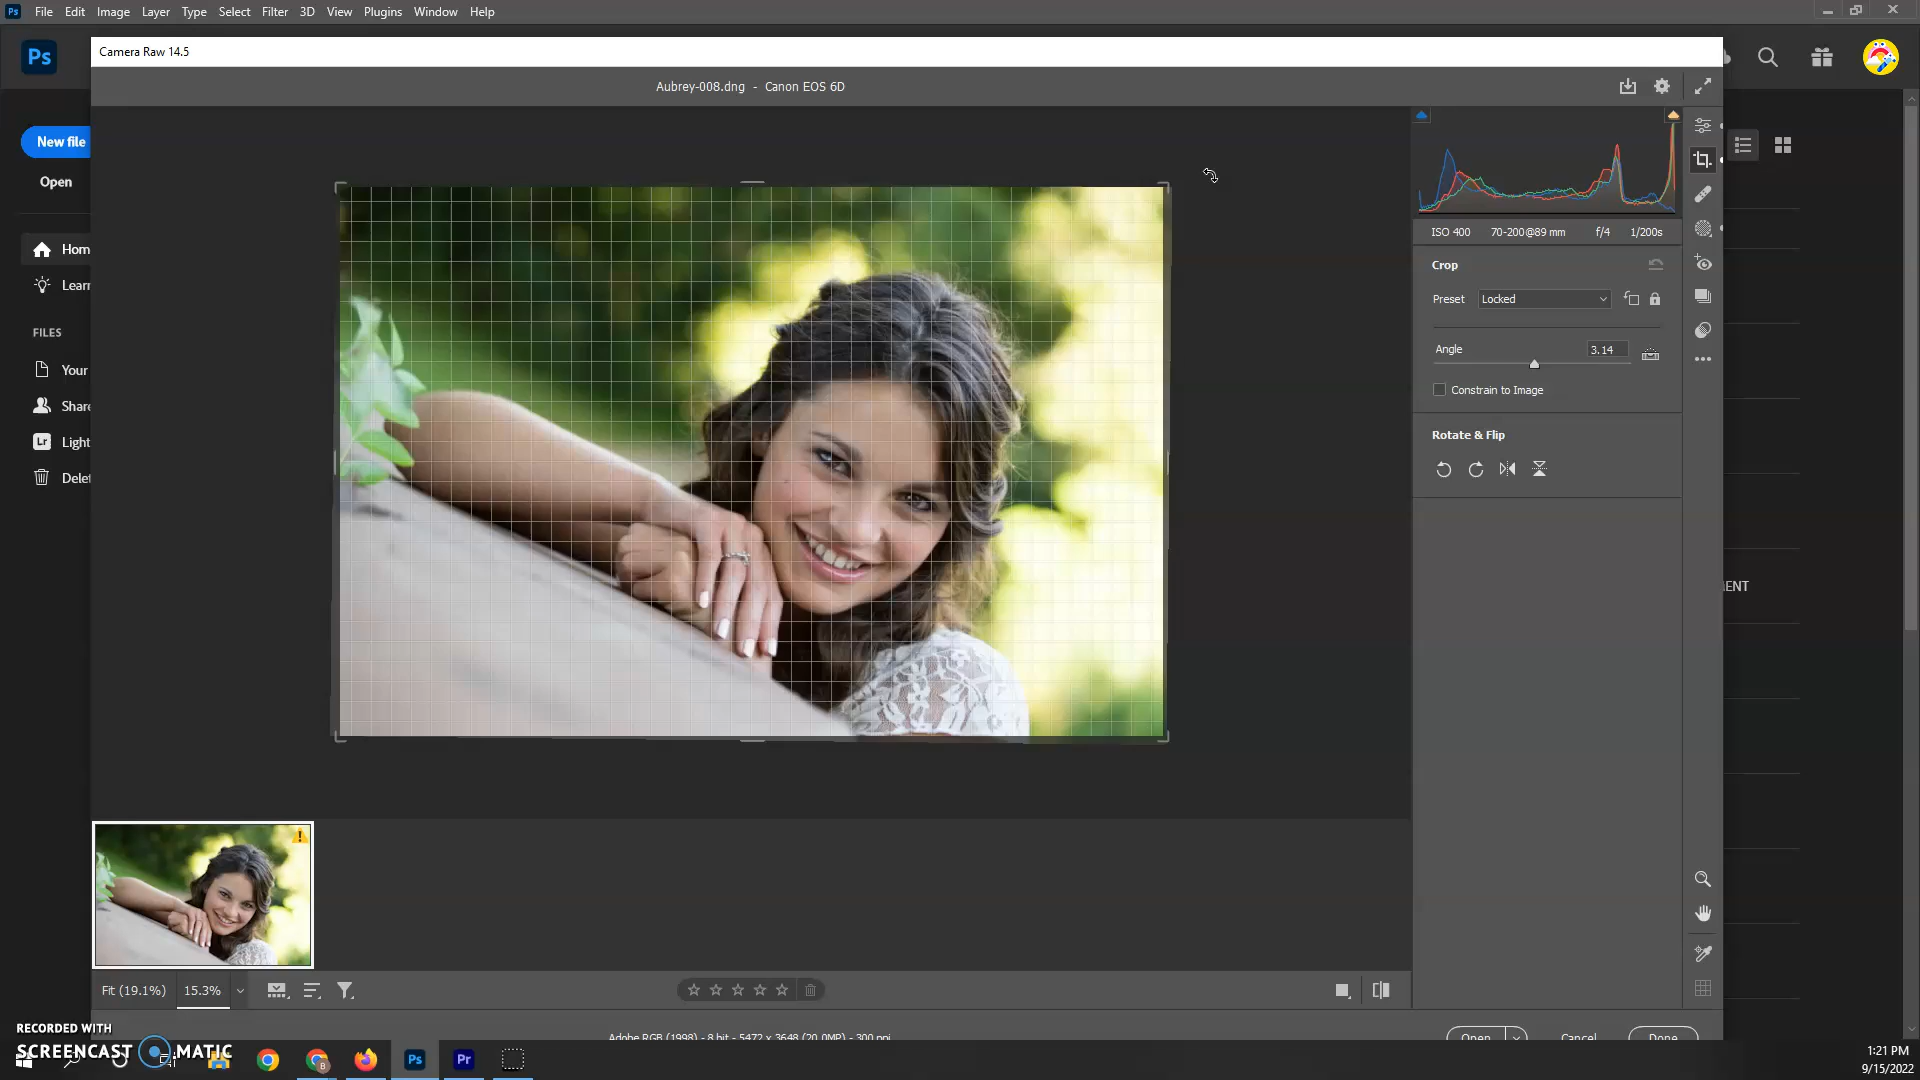 Ps File Edit Image Layer Type Select Filter 3D View Plugins Window Help
Ps
Camera Raw 14.5
Aubrey-008.dng - Canon EOS 6D
New file
Open
Home
Learn
FILES
Your
Share
Lr Light
Delet
ISO 400 70-200@89 mm f/4 1/200s
Crop
Preset Locked
Angle 3.14
Constrain to Image
Rotate & Flip
MENT
Fit (19.1%) 15.3%
Adobe RGB (1998) - 8 bit - 5472 x 3648 (20.0MP) - 300 ppi
Open Cancel Done
RECORDED WITH
SCREENCAST MATIC
Ps Pr
1:21 PM
9/15/2022